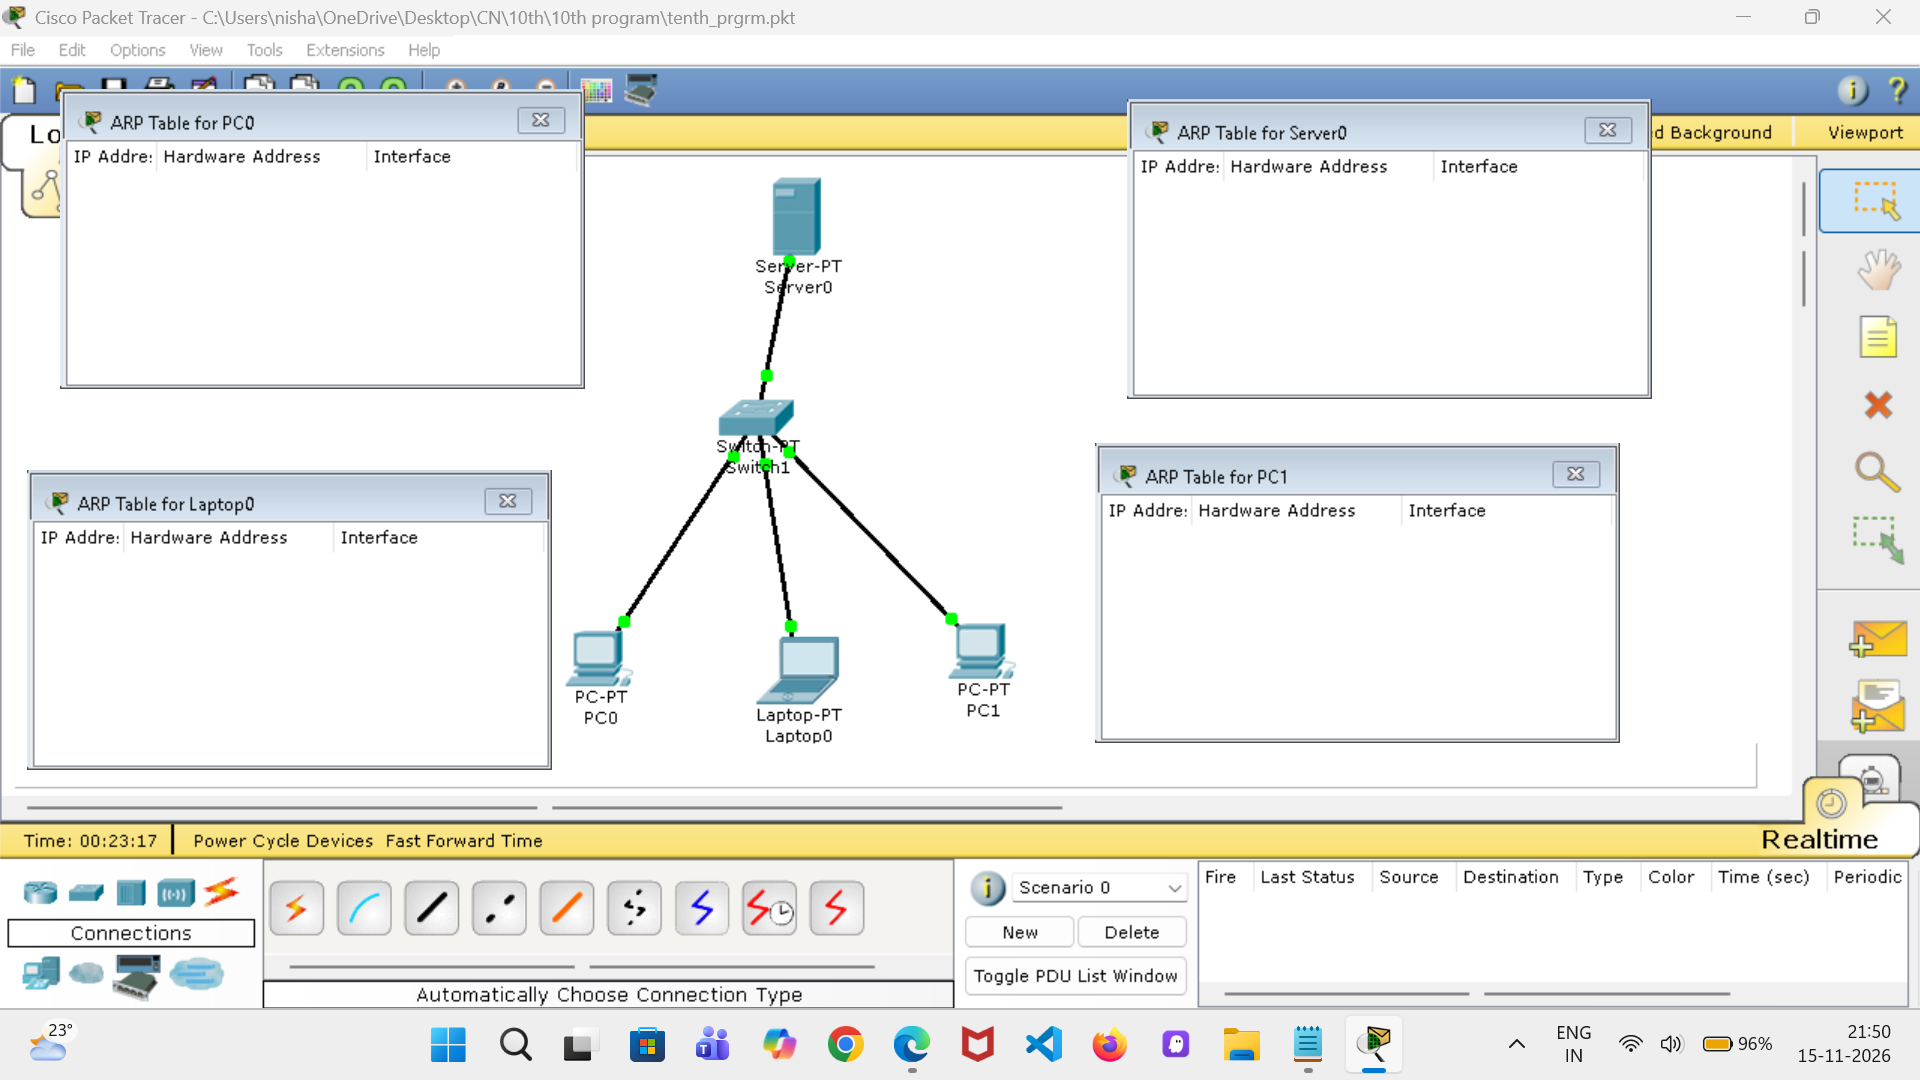 Cisco Packet Tracer - C:\Users\nisha\OneDrive\Desktop\CN\10th\10th program\tenth_prgrm.pkt
File Edit Options View Tools Extensions Help
Lo
d Background
Viewport
ARP Table for PC0
IP Addre: Hardware Address Interface
ARP Table for Server0
IP Addre: Hardware Address Interface
Server-PT
Server0
Switch-PT
Switch1
ARP Table for Laptop0
IP Addre: Hardware Address Interface
ARP Table for PC1
IP Addre: Hardware Address Interface
PC-PT
PC0
Laptop-PT
Laptop0
PC-PT
PC1
Time: 00:23:17 Power Cycle Devices Fast Forward Time
Realtime
Connections
Automatically Choose Connection Type
Scenario 0
New
Delete
Toggle PDU List Window
Fire Last Status Source Destination Type Color Time (sec) Periodic
23°
ENG
IN
96%
21:50
15-11-2026